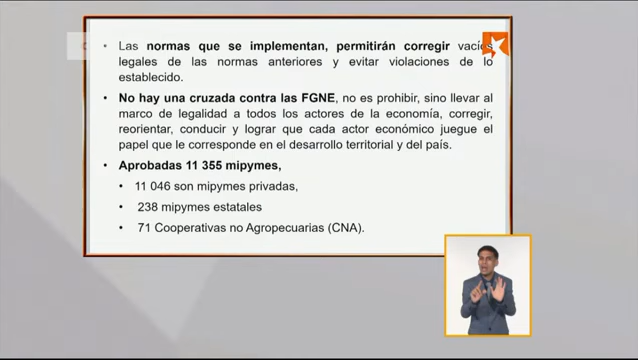 • Las normas que se implementan, permitirán corregir vacíos
legales de las normas anteriores y evitar violaciones de lo
establecido.
• No hay una cruzada contra las FGNE, no es prohibir, sino llevar al
marco de legalidad a todos los actores de la economía, corregir,
reorientar, conducir y lograr que cada actor económico juegue el
papel que le corresponde en el desarrollo territorial y del país.
• Aprobadas 11 355 mipymes,
• 11 046 son mipymes privadas,
• 238 mipymes estatales
• 71 Cooperativas no Agropecuarias (CNA).